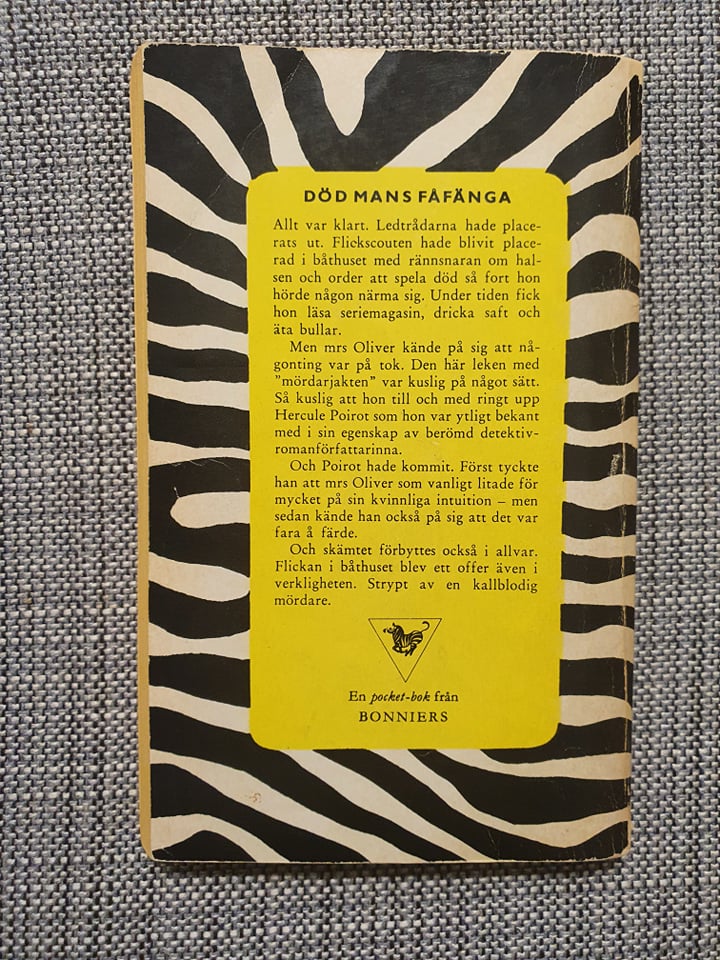 DÖD MANS FÅFÄNGA
Allt var klart. Ledtrådarna hade place-
rats ut. Flickscouten hade blivit place-
rad i båthuset med rännsnaran om hal-
sen och order att spela död så fort hon
hörde någon närma sig. Under tiden fick
hon läsa seriemagasin, dricka saft och
äta bullar.
Men mrs Oliver kände på sig att nå-
gonting var på tok. Den här leken med
"mördarjakten" var kuslig på något sätt.
Så kuslig att hon till och med ringt upp
Hercule Poirot som hon var ytligt bekant
med i sin egenskap av berömd detektiv-
romanförfattarinna.
Och Poirot hade kommit. Först tyckte
han att mrs Oliver som vanligt litade för
mycket på sin kvinnliga intuition – men
sedan kände han också på sig att det var
fara å färde.
Och skämtet förbyttes också i allvar.
Flickan i båthuset blev ett offer även i
verkligheten. Strypt av en kallblodig
mördare.
En pocket-bok från
BONNIERS